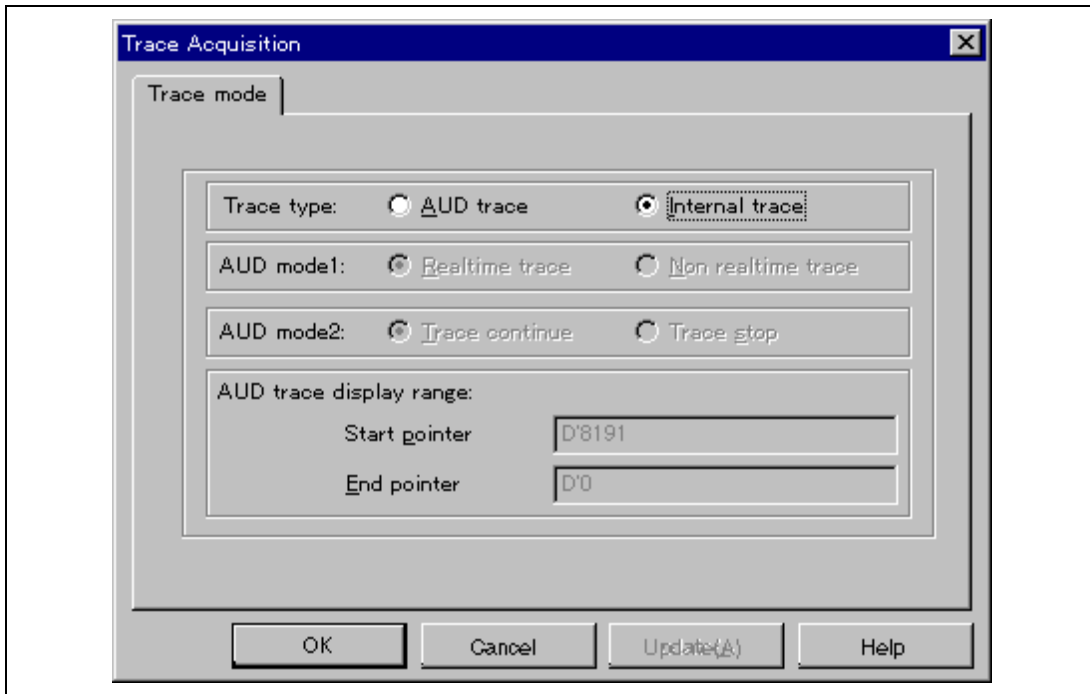 Trace Acquisition
Trace mode
Trace type: AUD trace Internal trace
AUD mode1: Realtime trace Non realtime trace
AUD mode2: Trace continue Trace stop
AUD trace display range:
Start pointer D'8191
End pointer D'0
OK Cancel Update(A) Help